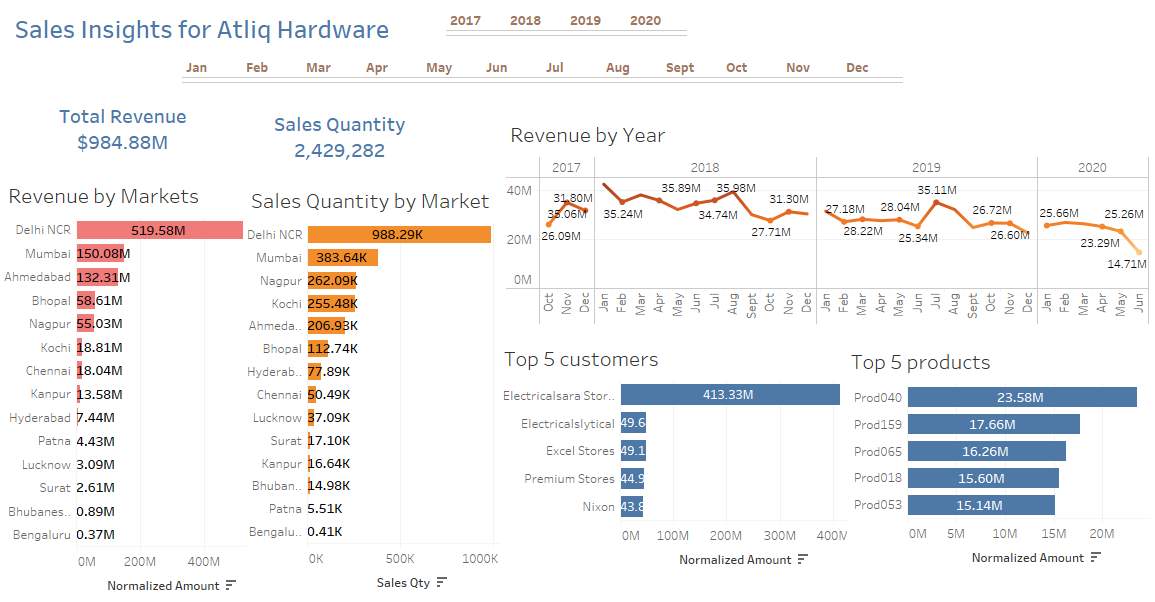 Sales Insights for Atliq Hardware
2017 2018 2019 2020
Jan Feb Mar Apr May Jun Jul Aug Sept Oct Nov Dec
Total Revenue
$984.88M
Sales Quantity
2,429,282
Revenue by Markets
Delhi NCR 519.58M
Mumbai 150.08M
Ahmedabad 132.31M
Bhopal 58.61M
Nagpur 55.03M
Kochi 18.81M
Chennai 18.04M
Kanpur 13.58M
Hyderabad 7.44M
Patna 4.43M
Lucknow 3.09M
Surat 2.61M
Bhubanes.. 0.89M
Bengaluru 0.37M
0M 200M 400M
Normalized Amount
Sales Quantity by Market
Delhi NCR 988.29K
Mumbai 383.64K
Nagpur 262.09K
Kochi 255.48K
Ahmeda.. 206.93K
Bhopal 112.74K
Hyderab.. 77.89K
Chennai 50.49K
Lucknow 37.09K
Surat 17.10K
Kanpur 16.64K
Bhuban.. 14.98K
Patna 5.51K
Bengalu.. 0.41K
0K 500K 1000K
Sales Qty
Revenue by Year
2017 2018 2019 2020
40M
20M
0M
26.09M 35.06M 31.80M 35.24M 35.89M 34.74M 35.98M 27.71M 31.30M 27.18M 28.22M 28.04M 25.34M 35.11M 26.72M 26.60M 25.66M 23.29M 25.26M 14.71M
Oct Nov Dec Jan Feb Mar Apr May Jun Jul Aug Sept Oct Nov Dec Jan Feb Mar Apr May Jun Jul Aug Sept Oct Nov Dec Jan Feb Mar Apr May Jun
Top 5 customers
Electricalsara Stor.. 413.33M
Electricalslytical 49.6
Excel Stores 49.1
Premium Stores 44.9
Nixon 43.8
0M 100M 200M 300M 400M
Normalized Amount
Top 5 products
Prod040 23.58M
Prod159 17.66M
Prod065 16.26M
Prod018 15.60M
Prod053 15.14M
0M 5M 10M 15M 20M
Normalized Amount